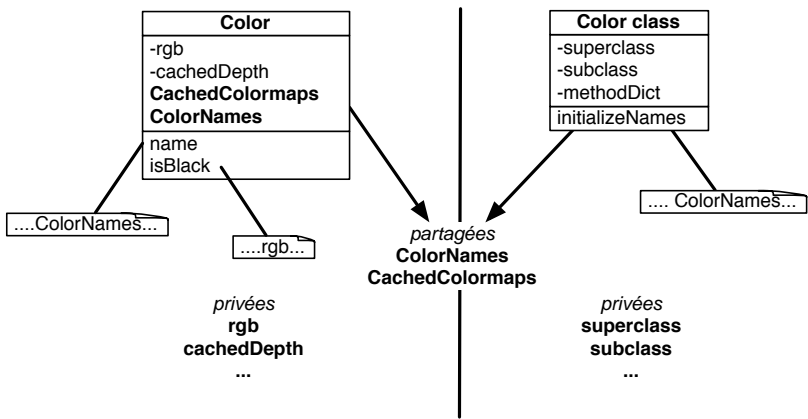 Color
-rgb
-cachedDepth
CachedColormaps
ColorNames
name
isBlack
....ColorNames...
....rgb...
privées
rgb
cachedDepth
...
Color class
-superclass
-subclass
-methodDict
initializeNames
.... ColorNames...
partagées
ColorNames
CachedColormaps
privées
superclass
subclass
...